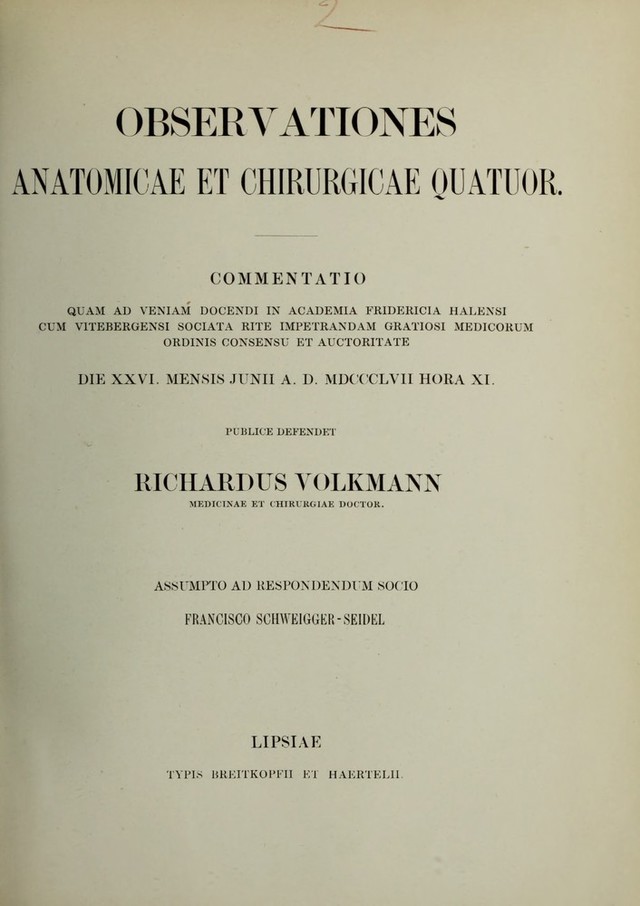 2
OBSERVATIONES
ANATOMICAE ET CHIRURGICAE QUATUOR.
COMMENTATIO
QUAM AD VENIAM DOCENDI IN ACADEMIA FRIDERICIA HALENSI
CUM VITEBERGENSI SOCIATA RITE IMPETRANDAM GRATIOSI MEDICORUM
ORDINIS CONSENSU ET AUCTORITATE
DIE XXVI. MENSIS JUNII A. D. MDCCCLVII HORA XI.
PUBLICE DEFENDET
RICHARDUS VOLKMANN
MEDICINAE ET CHIRURGIAE DOCTOR.
ASSUMPTO AD RESPONDENDUM SOCIO
FRANCISCO SCHWEIGGER-SEIDEL
LIPSIAE
TYPIS BREITKOPFII ET HAERTELII.